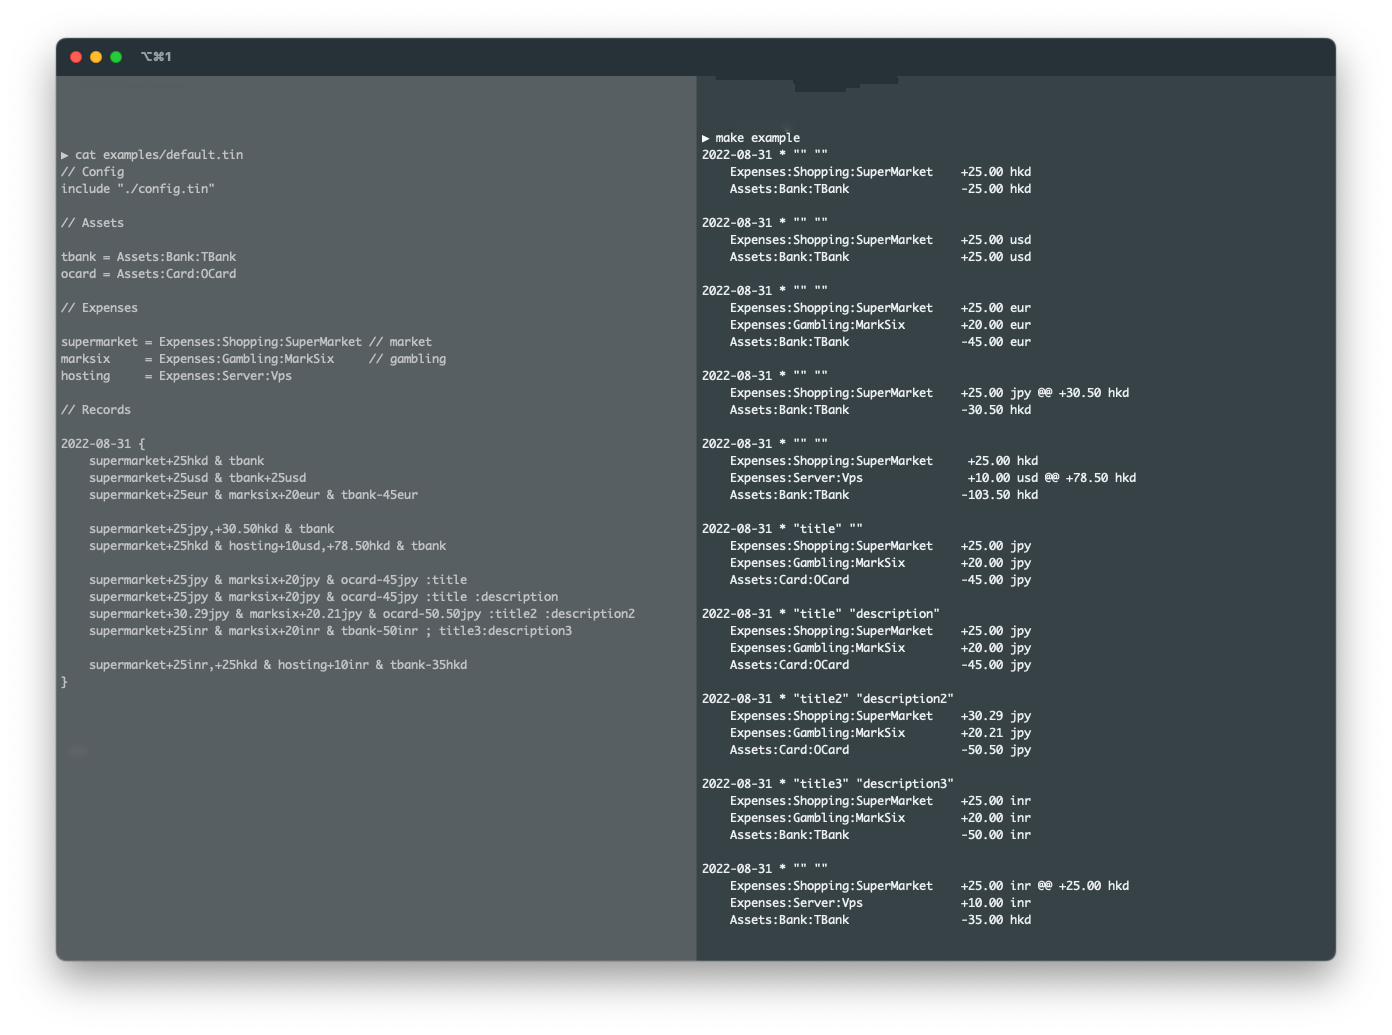 ⌥⌘1
▶ cat examples/default.tin
// Config
include "./config.tin"
// Assets
tbank = Assets:Bank:TBank
ocard = Assets:Card:OCard
// Expenses
supermarket = Expenses:Shopping:SuperMarket // market
marksix     = Expenses:Gambling:MarkSix     // gambling
hosting     = Expenses:Server:Vps
// Records
2022-08-31 {
    supermarket+25hkd & tbank
    supermarket+25usd & tbank+25usd
    supermarket+25eur & marksix+20eur & tbank-45eur
    supermarket+25jpy,+30.50hkd & tbank
    supermarket+25hkd & hosting+10usd,+78.50hkd & tbank
    supermarket+25jpy & marksix+20jpy & ocard-45jpy :title
    supermarket+25jpy & marksix+20jpy & ocard-45jpy :title :description
    supermarket+30.29jpy & marksix+20.21jpy & ocard-50.50jpy :title2 :description2
    supermarket+25inr & marksix+20inr & tbank-50inr ; title3:description3
    supermarket+25inr,+25hkd & hosting+10inr & tbank-35hkd
}
▶ make example
2022-08-31 * "" ""
    Expenses:Shopping:SuperMarket    +25.00 hkd
    Assets:Bank:TBank                -25.00 hkd
2022-08-31 * "" ""
    Expenses:Shopping:SuperMarket    +25.00 usd
    Assets:Bank:TBank                +25.00 usd
2022-08-31 * "" ""
    Expenses:Shopping:SuperMarket    +25.00 eur
    Expenses:Gambling:MarkSix        +20.00 eur
    Assets:Bank:TBank                -45.00 eur
2022-08-31 * "" ""
    Expenses:Shopping:SuperMarket    +25.00 jpy @@ +30.50 hkd
    Assets:Bank:TBank                -30.50 hkd
2022-08-31 * "" ""
    Expenses:Shopping:SuperMarket     +25.00 hkd
    Expenses:Server:Vps               +10.00 usd @@ +78.50 hkd
    Assets:Bank:TBank                -103.50 hkd
2022-08-31 * "title" ""
    Expenses:Shopping:SuperMarket    +25.00 jpy
    Expenses:Gambling:MarkSix        +20.00 jpy
    Assets:Card:OCard                -45.00 jpy
2022-08-31 * "title" "description"
    Expenses:Shopping:SuperMarket    +25.00 jpy
    Expenses:Gambling:MarkSix        +20.00 jpy
    Assets:Card:OCard                -45.00 jpy
2022-08-31 * "title2" "description2"
    Expenses:Shopping:SuperMarket    +30.29 jpy
    Expenses:Gambling:MarkSix        +20.21 jpy
    Assets:Card:OCard                -50.50 jpy
2022-08-31 * "title3" "description3"
    Expenses:Shopping:SuperMarket    +25.00 inr
    Expenses:Gambling:MarkSix        +20.00 inr
    Assets:Bank:TBank                -50.00 inr
2022-08-31 * "" ""
    Expenses:Shopping:SuperMarket    +25.00 inr @@ +25.00 hkd
    Expenses:Server:Vps              +10.00 inr
    Assets:Bank:TBank                -35.00 hkd